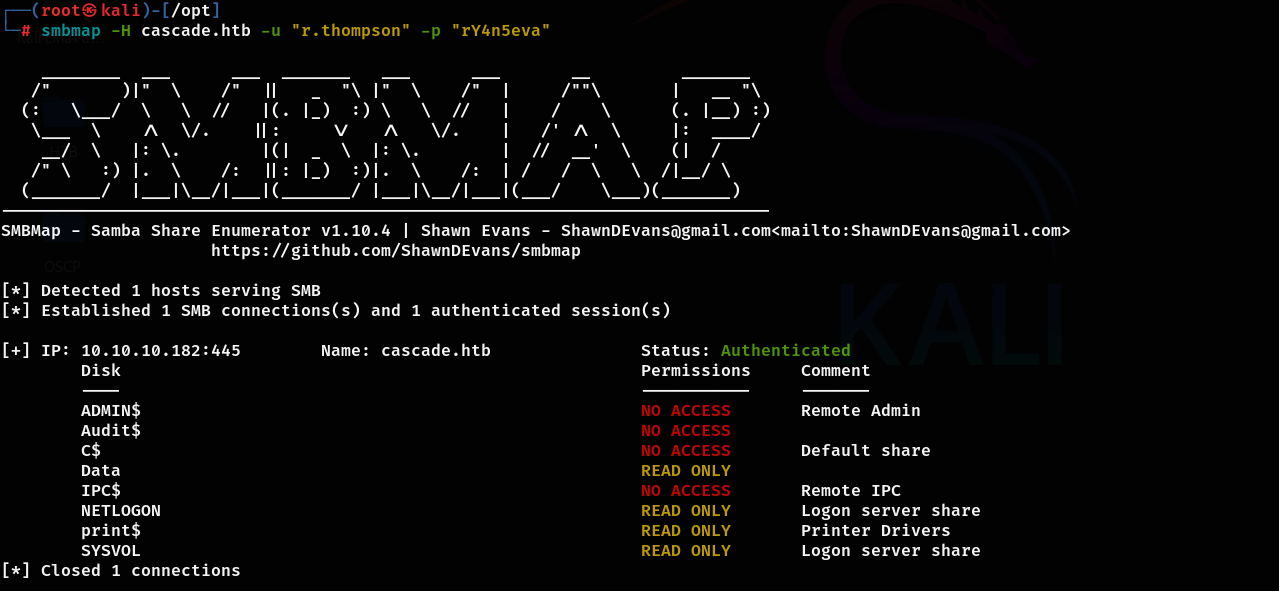 ┌──(root㉿kali)-[/opt]
└─# smbmap -H cascade.htb -u "r.thompson" -p "rY4n5eva"
SMBMAP
SMBMap - Samba Share Enumerator v1.10.4 | Shawn Evans - ShawnDEvans@gmail.com<mailto:ShawnDEvans@gmail.com>
https://github.com/ShawnDEvans/smbmap
OSCP
[*] Detected 1 hosts serving SMB
[*] Established 1 SMB connections(s) and 1 authenticated session(s)
KALI
[+] IP: 10.10.10.182:445 Name: cascade.htb Status: Authenticated
Disk Permissions Comment
---- ----------- -------
ADMIN$ NO ACCESS Remote Admin
Audit$ NO ACCESS
C$ NO ACCESS Default share
Data READ ONLY
IPC$ NO ACCESS Remote IPC
NETLOGON READ ONLY Logon server share
print$ READ ONLY Printer Drivers
SYSVOL READ ONLY Logon server share
[*] Closed 1 connections